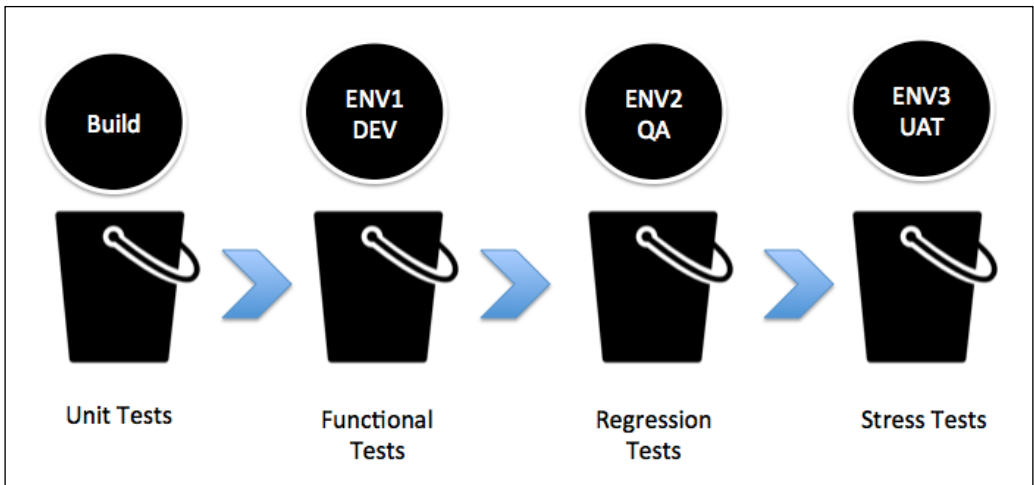 Build
ENV1
DEV
ENV2
QA
ENV3
UAT
Unit Tests
Functional
Tests
Regression
Tests
Stress Tests